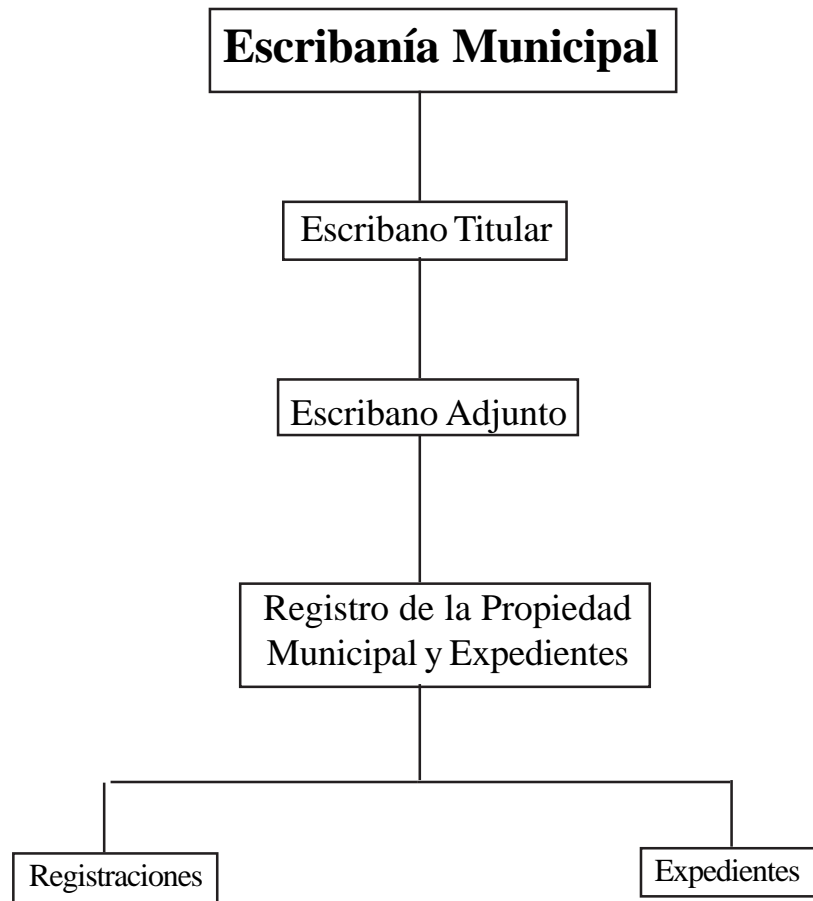 Escribanía Municipal
Escribano Titular
Escribano Adjunto
Registro de la Propiedad
Municipal y Expedientes
Registraciones
Expedientes